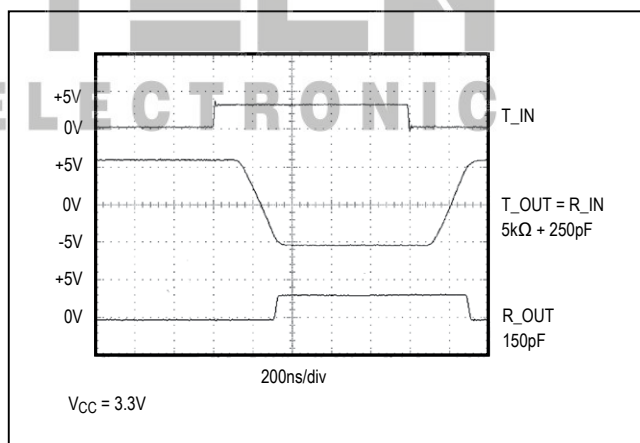 ELECTRONIC
+5V
T_IN
0V
+5V
0V
T_OUT = R_IN
5kΩ + 250pF
-5V
+5V
0V
R_OUT
150pF
200ns/div
VCC = 3.3V